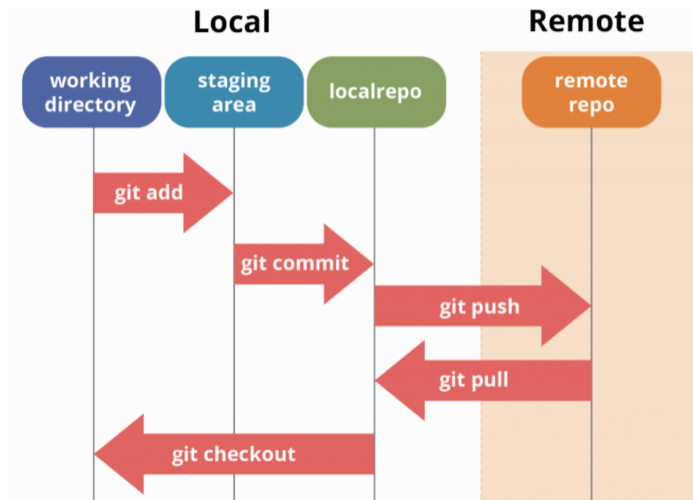 Local
Remote
working
directory
staging
area
localrepo
remote
repo
git add
git commit
git push
git pull
git checkout